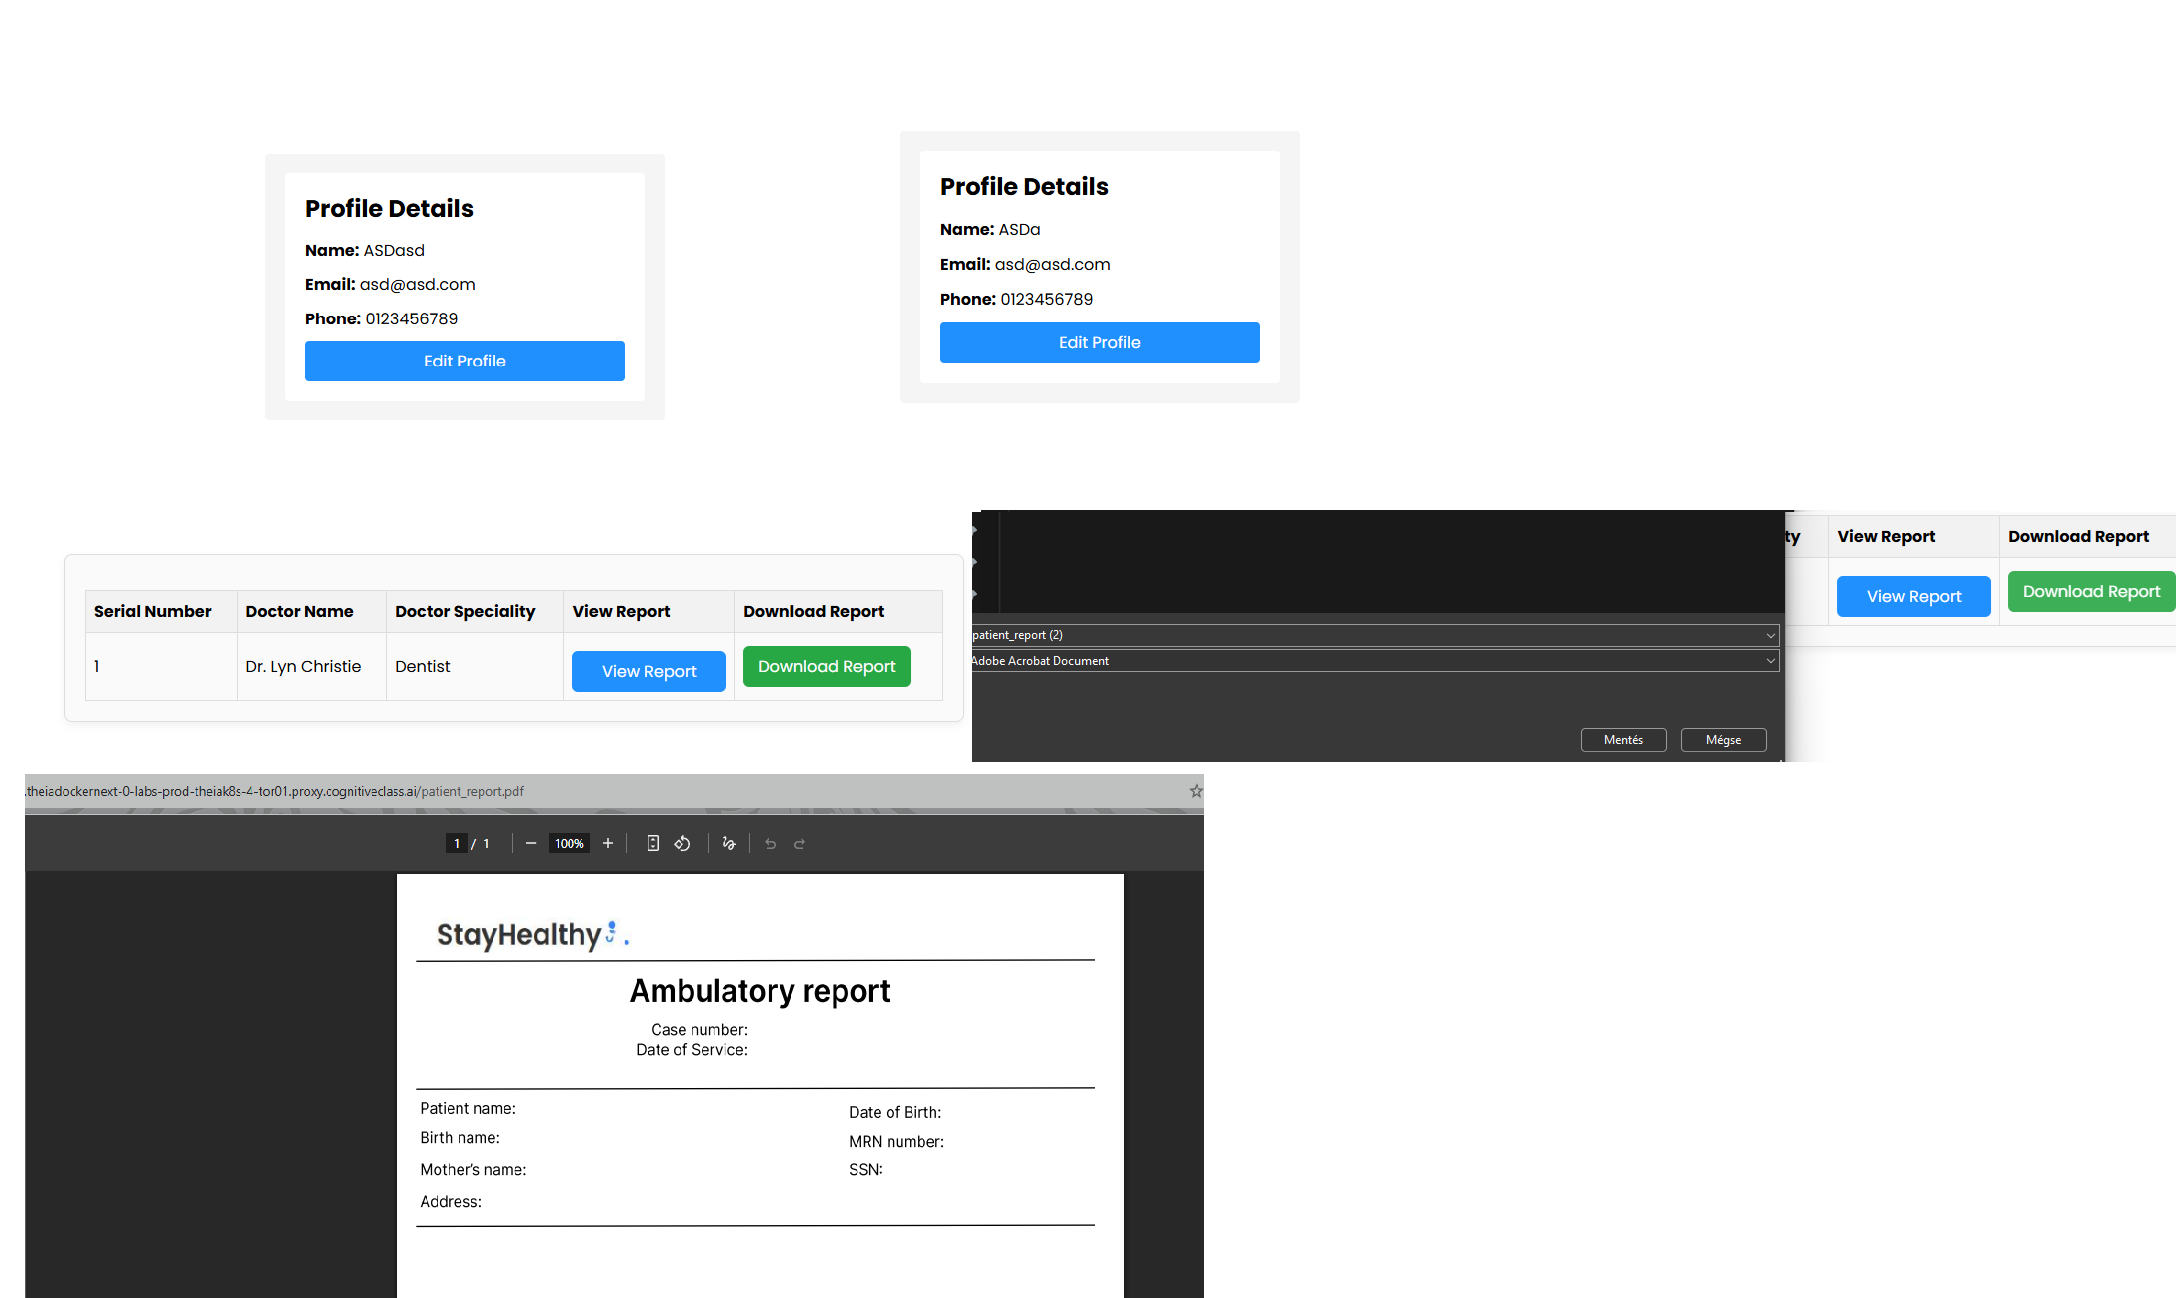 Profile Details
Name: ASDasd
Email: asd@asd.com
Phone: 0123456789
Edit Profile
Profile Details
Name: ASDa
Email: asd@asd.com
Phone: 0123456789
Edit Profile
Serial Number Doctor Name Doctor Speciality View Report Download Report
1 Dr. Lyn Christie Dentist View Report Download Report
patient_report (2)
Adobe Acrobat Document
Mentés Mégse
ty View Report Download Report
View Report Download Report
.theiadockernext-0-labs-prod-theiak8s-4-tor01.proxy.cognitiveclass.ai/patient_report.pdf
1 / 1 − 100% +
StayHealthy
Ambulatory report
Case number:
Date of Service:
Patient name:
Birth name:
Mother's name:
Address:
Date of Birth:
MRN number:
SSN: